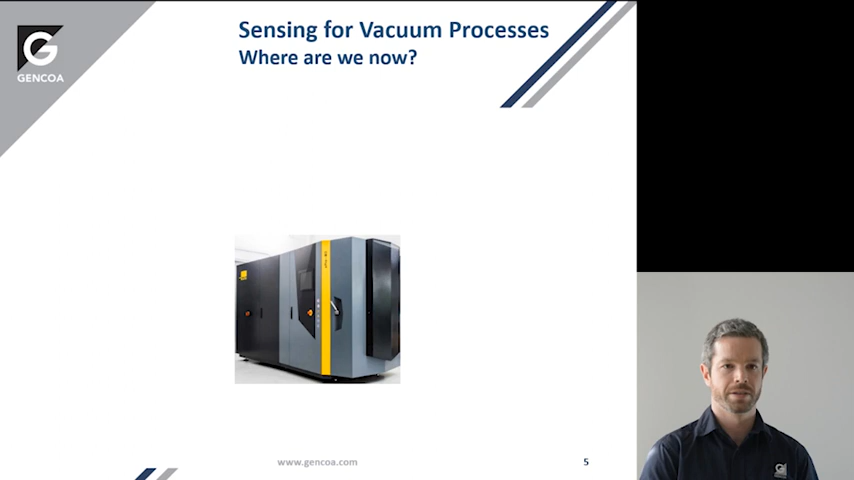 GENCOA
Sensing for Vacuum Processes
Where are we now?
www.gencoa.com
5